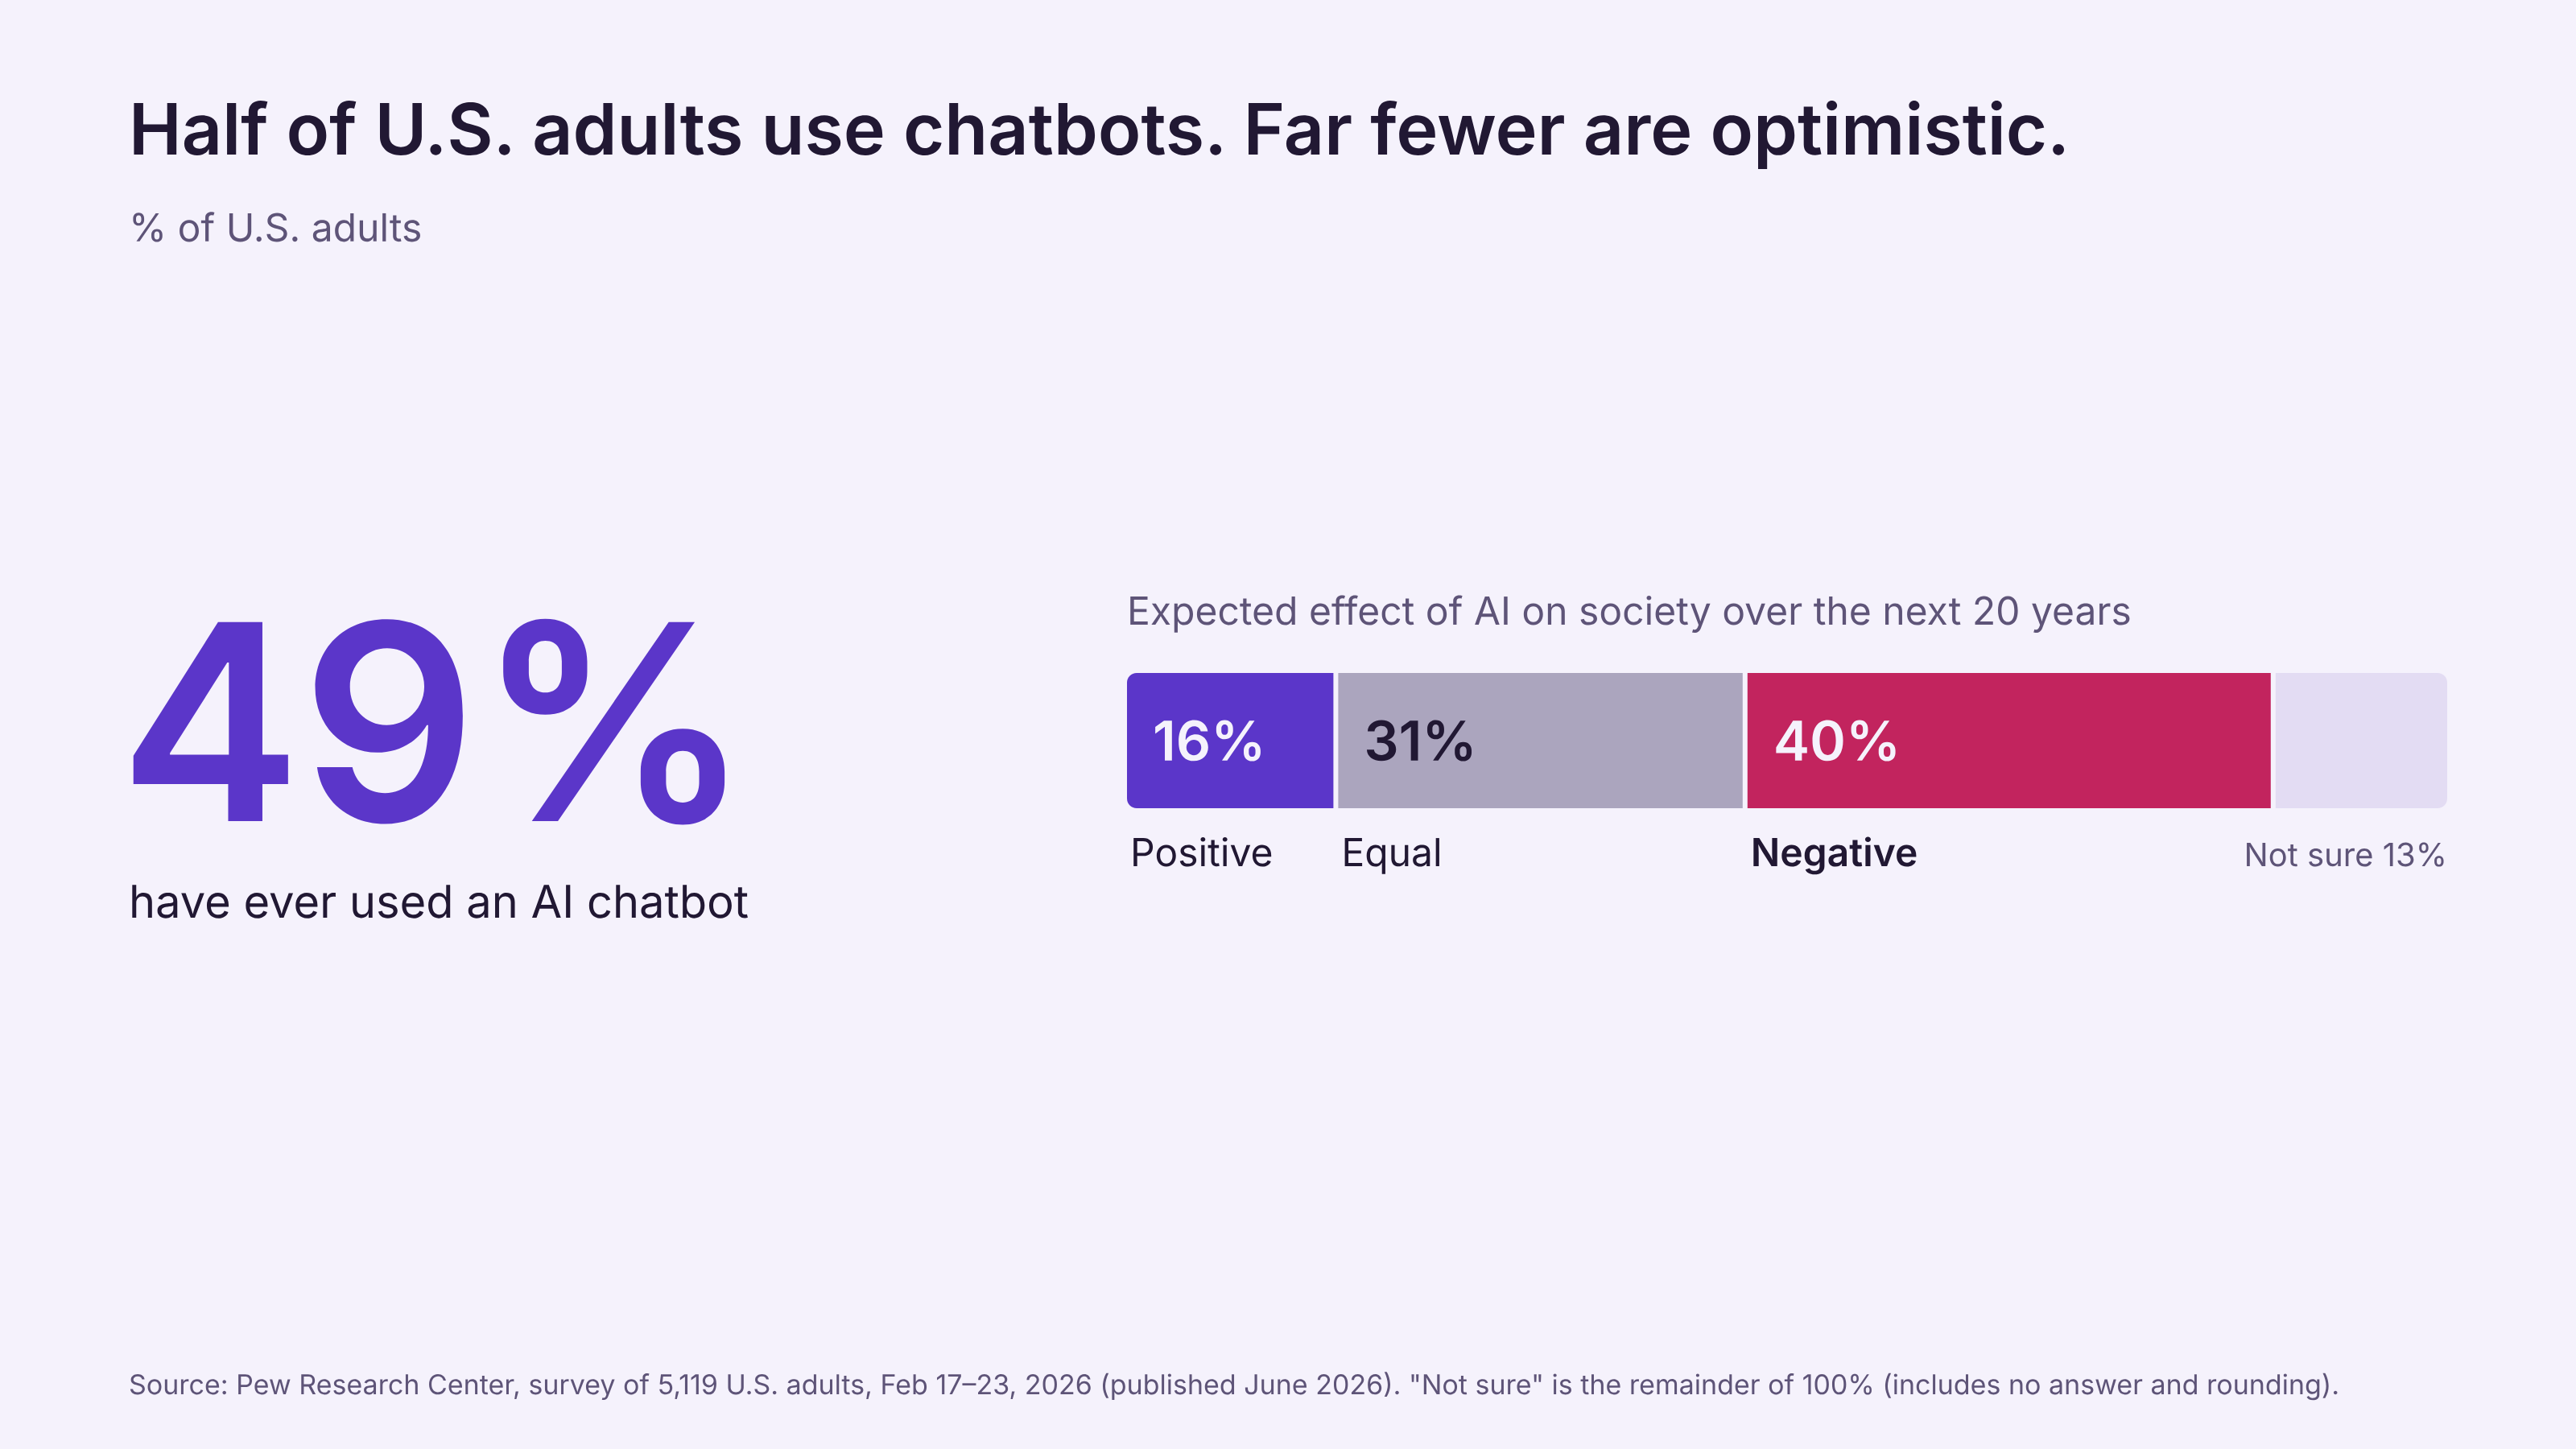 Half of U.S. adults use chatbots. Far fewer are optimistic.
% of U.S. adults
49%
have ever used an AI chatbot
Expected effect of AI on society over the next 20 years
16% 31% 40%
Positive Equal Negative Not sure 13%
Source: Pew Research Center, survey of 5,119 U.S. adults, Feb 17–23, 2026 (published June 2026). "Not sure" is the remainder of 100% (includes no answer and rounding).